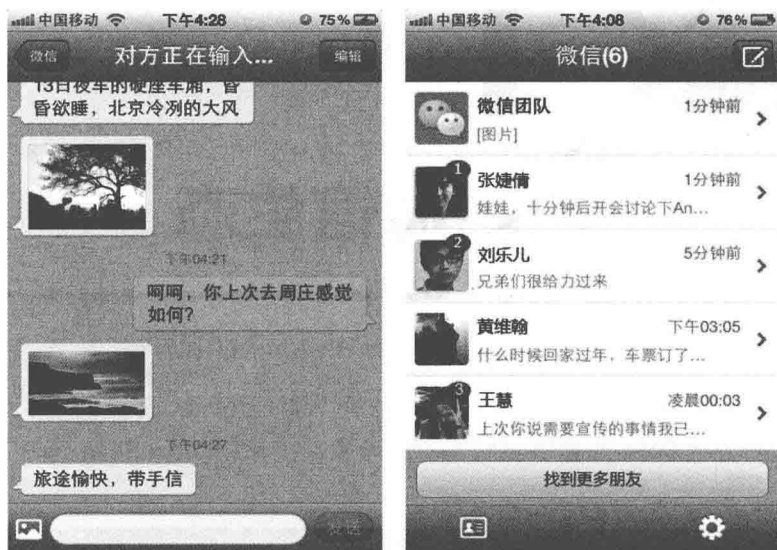 中国移动 下午4:28 75%
微信 对方正在输入... 编辑
13日夜车的硬座车厢，昏
昏欲睡，北京冷冽的大风
下午04:21
呵呵，你上次去周庄感觉
如何?
下午04:27
旅途愉快，带手信
发送
中国移动 下午4:08 76%
微信(6)
微信团队 1分钟前
[图片]
1
张婕倩 1分钟前
娃娃，十分钟后开会讨论下An...
2
刘乐儿 5分钟前
兄弟们很给力过来
黄维翰 下午03:05
什么时候回家过年，车票订了...
3
王慧 凌晨00:03
上次你说需要宣传的事情我已...
找到更多朋友